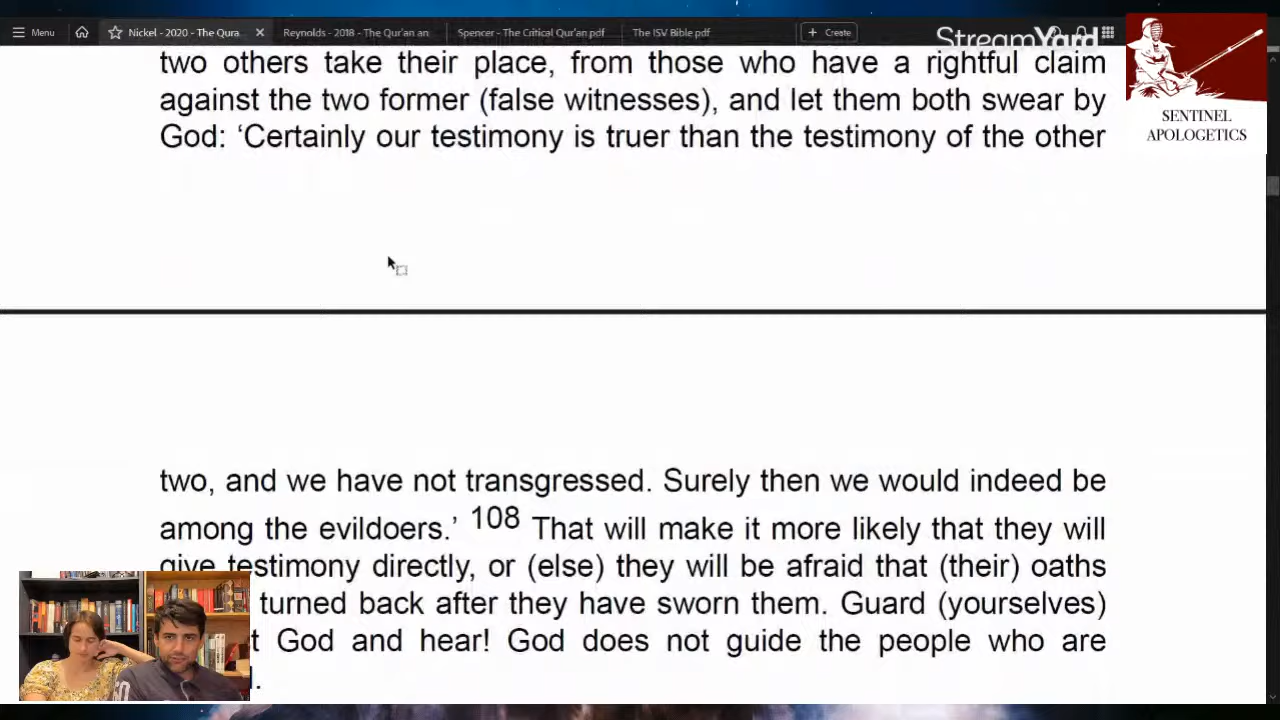 Menu
Nickel - 2020 - The Qura
Reynolds - 2018 - The Qur'an an
Spencer - The Critical Qur'an pdf
The ISV Bible pdf
+ Create
StreamYard
SENTINEL
APOLOGETICS
two others take their place, from those who have a rightful claim
against the two former (false witnesses), and let them both swear by
God: ‘Certainly our testimony is truer than the testimony of the other
two, and we have not transgressed. Surely then we would indeed be
among the evildoers.’ 108 That will make it more likely that they will
give testimony directly, or (else) they will be afraid that (their) oaths
turned back after they have sworn them. Guard (yourselves)
God and hear! God does not guide the people who are